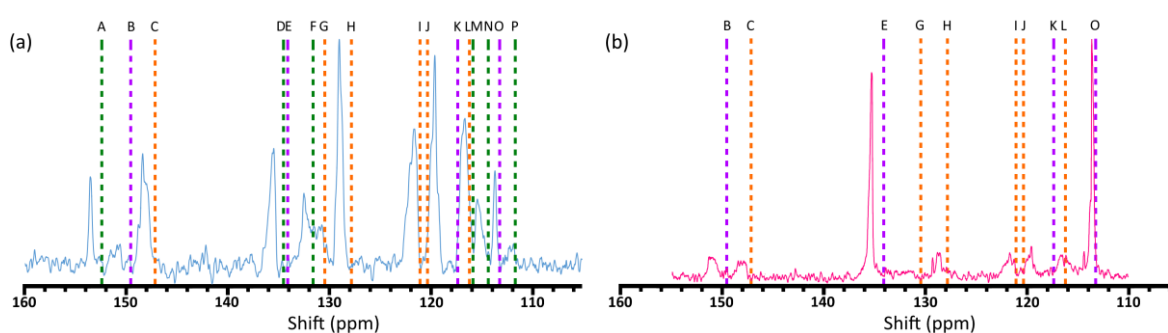 (a)
A B C D E F G H I J K L M N O P
160 150 140 130 120 110
Shift (ppm)
(b)
B C E G H I J K L O
160 150 140 130 120 110
Shift (ppm)